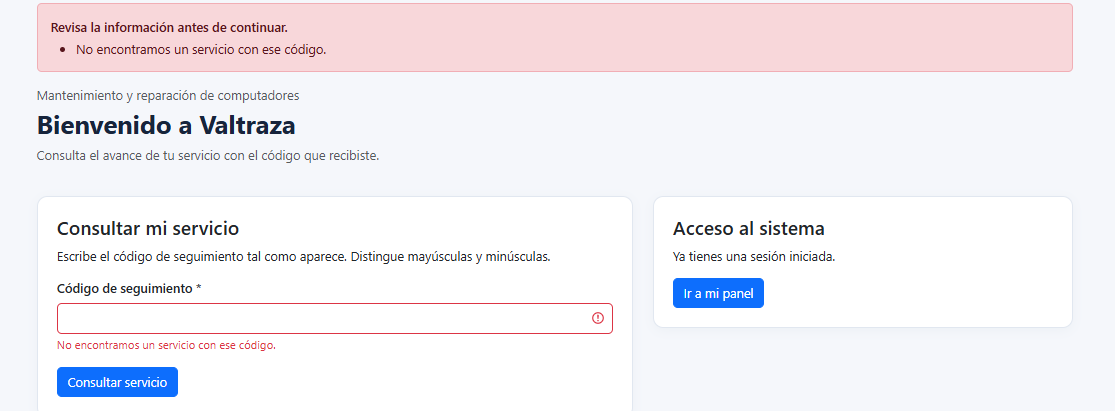 Revisa la información antes de continuar.
• No encontramos un servicio con ese código.
Mantenimiento y reparación de computadores
Bienvenido a Valtraza
Consulta el avance de tu servicio con el código que recibiste.
Consultar mi servicio
Escribe el código de seguimiento tal como aparece. Distingue mayúsculas y minúsculas.
Código de seguimiento *
No encontramos un servicio con ese código.
Consultar servicio
Acceso al sistema
Ya tienes una sesión iniciada.
Ir a mi panel